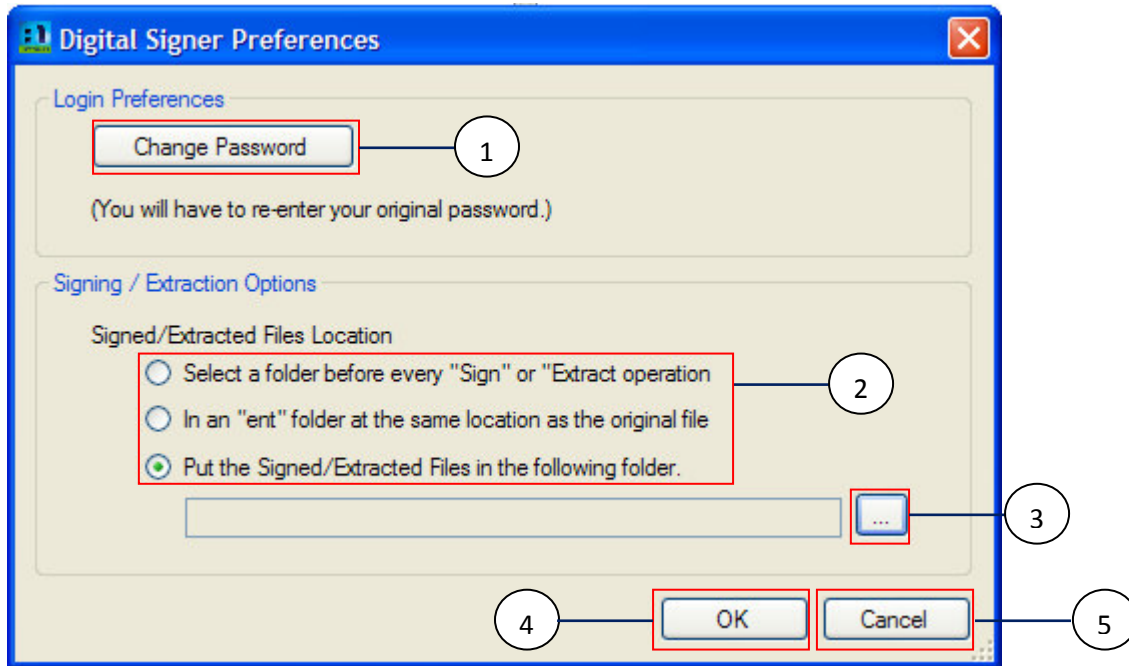 Digital Signer Preferences
Login Preferences
Change Password
1
(You will have to re-enter your original password.)
Signing / Extraction Options
Signed/Extracted Files Location
Select a folder before every "Sign" or "Extract operation
2
In an "ent" folder at the same location as the original file
Put the Signed/Extracted Files in the following folder.
...
3
4
OK
Cancel
5